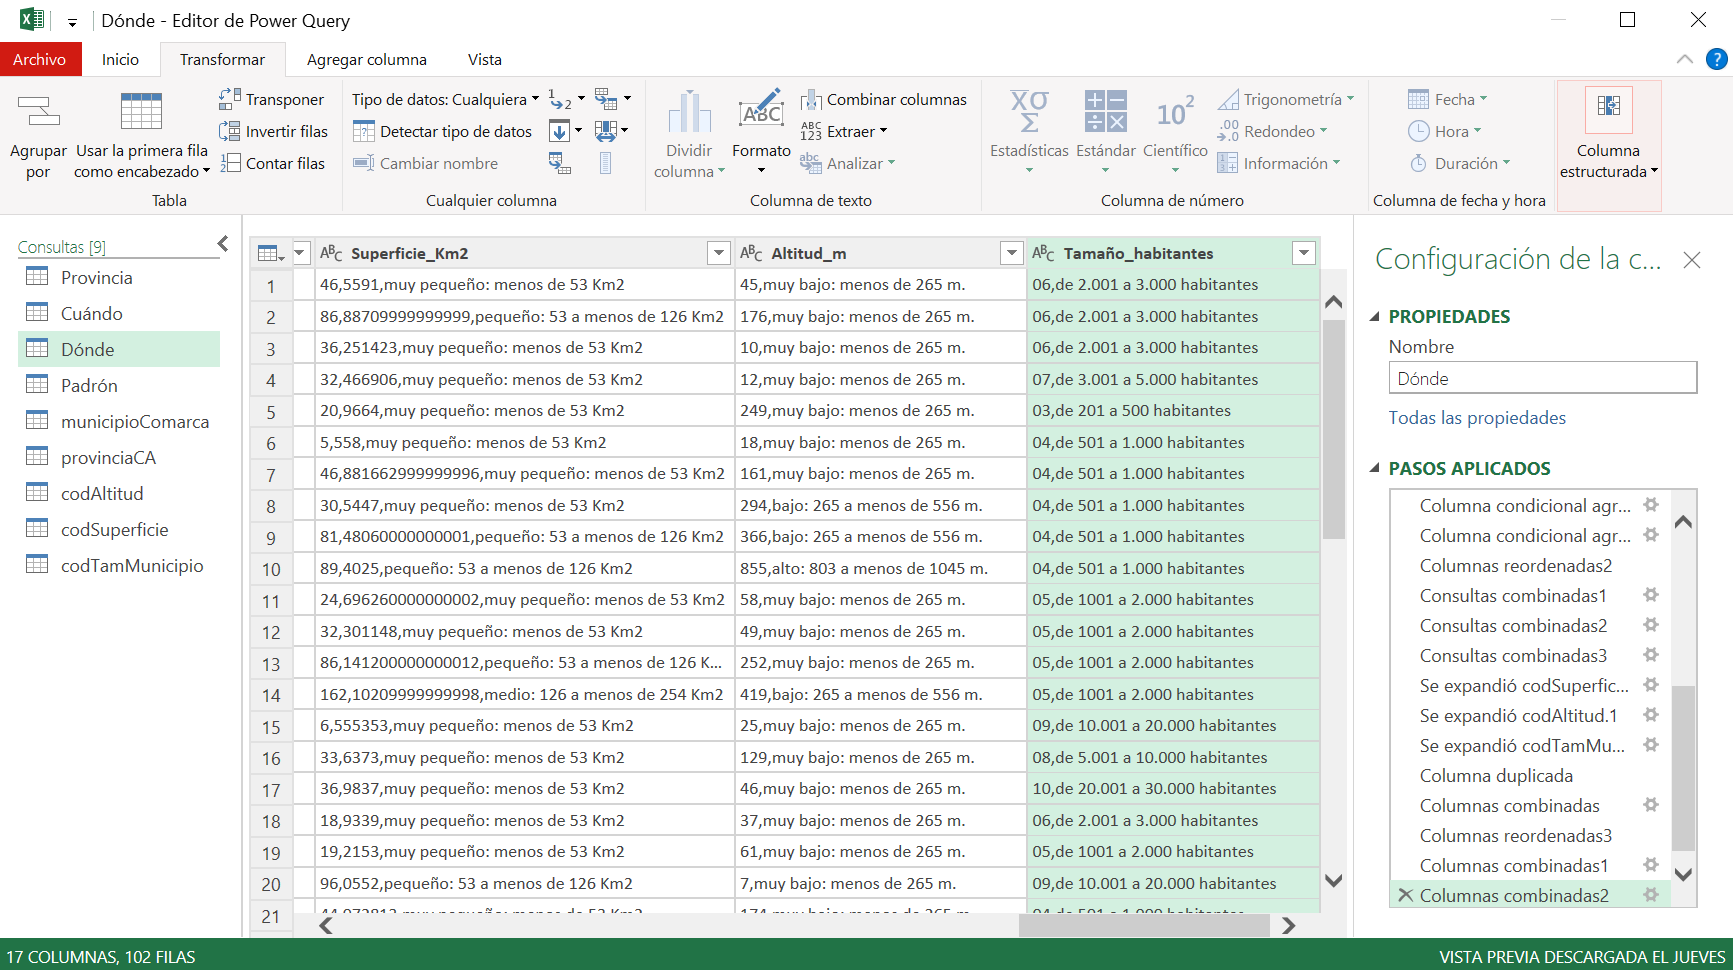 Dónde - Editor de Power Query
Archivo Inicio Transformar Agregar columna Vista
Agrupar por
Usar la primera fila como encabezado
Transponer
Invertir filas
Contar filas
Tabla
Tipo de datos: Cualquiera
Detectar tipo de datos
Cambiar nombre
Cualquier columna
Dividir columna
Formato
Combinar columnas
Extraer
Analizar
Columna de texto
Estadísticas
Estándar
Científico
Trigonometría
Redondeo
Información
Columna de número
Fecha
Hora
Duración
Columna de fecha y hora
Columna estructurada
Consultas [9]
Provincia
Cuándo
Dónde
Padrón
municipioComarca
provinciaCA
codAltitud
codSuperficie
codTamMunicipio
Superficie_Km2 Altitud_m Tamaño_habitantes
1 46,5591,muy pequeño: menos de 53 Km2 45,muy bajo: menos de 265 m. 06,de 2.001 a 3.000 habitantes
2 86,88709999999999,pequeño: 53 a menos de 126 Km2 176,muy bajo: menos de 265 m. 06,de 2.001 a 3.000 habitantes
3 36,251423,muy pequeño: menos de 53 Km2 10,muy bajo: menos de 265 m. 06,de 2.001 a 3.000 habitantes
4 32,466906,muy pequeño: menos de 53 Km2 12,muy bajo: menos de 265 m. 07,de 3.001 a 5.000 habitantes
5 20,9664,muy pequeño: menos de 53 Km2 249,muy bajo: menos de 265 m. 03,de 201 a 500 habitantes
6 5,558,muy pequeño: menos de 53 Km2 18,muy bajo: menos de 265 m. 04,de 501 a 1.000 habitantes
7 46,881662999999996,muy pequeño: menos de 53 Km2 161,muy bajo: menos de 265 m. 04,de 501 a 1.000 habitantes
8 30,5447,muy pequeño: menos de 53 Km2 294,bajo: 265 a menos de 556 m. 04,de 501 a 1.000 habitantes
9 81,48060000000001,pequeño: 53 a menos de 126 Km2 366,bajo: 265 a menos de 556 m. 04,de 501 a 1.000 habitantes
10 89,4025,pequeño: 53 a menos de 126 Km2 855,alto: 803 a menos de 1045 m. 04,de 501 a 1.000 habitantes
11 24,696260000000002,muy pequeño: menos de 53 Km2 58,muy bajo: menos de 265 m. 05,de 1001 a 2.000 habitantes
12 32,301148,muy pequeño: menos de 53 Km2 49,muy bajo: menos de 265 m. 05,de 1001 a 2.000 habitantes
13 86,141200000000012,pequeño: 53 a menos de 126 K... 252,muy bajo: menos de 265 m. 05,de 1001 a 2.000 habitantes
14 162,10209999999998,medio: 126 a menos de 254 Km2 419,bajo: 265 a menos de 556 m. 05,de 1001 a 2.000 habitantes
15 6,555353,muy pequeño: menos de 53 Km2 25,muy bajo: menos de 265 m. 09,de 10.001 a 20.000 habitantes
16 33,6373,muy pequeño: menos de 53 Km2 129,muy bajo: menos de 265 m. 08,de 5.001 a 10.000 habitantes
17 36,9837,muy pequeño: menos de 53 Km2 46,muy bajo: menos de 265 m. 10,de 20.001 a 30.000 habitantes
18 18,9339,muy pequeño: menos de 53 Km2 37,muy bajo: menos de 265 m. 06,de 2.001 a 3.000 habitantes
19 19,2153,muy pequeño: menos de 53 Km2 61,muy bajo: menos de 265 m. 05,de 1001 a 2.000 habitantes
20 96,0552,pequeño: 53 a menos de 126 Km2 7,muy bajo: menos de 265 m. 09,de 10.001 a 20.000 habitantes
21
Configuración de la c...
PROPIEDADES
Nombre
Dónde
Todas las propiedades
PASOS APLICADOS
Columna condicional agr...
Columna condicional agr...
Columnas reordenadas2
Consultas combinadas1
Consultas combinadas2
Consultas combinadas3
Se expandió codSuperfic...
Se expandió codAltitud.1
Se expandió codTamMu...
Columna duplicada
Columnas combinadas
Columnas reordenadas3
Columnas combinadas1
Columnas combinadas2
17 COLUMNAS, 102 FILAS
VISTA PREVIA DESCARGADA EL JUEVES